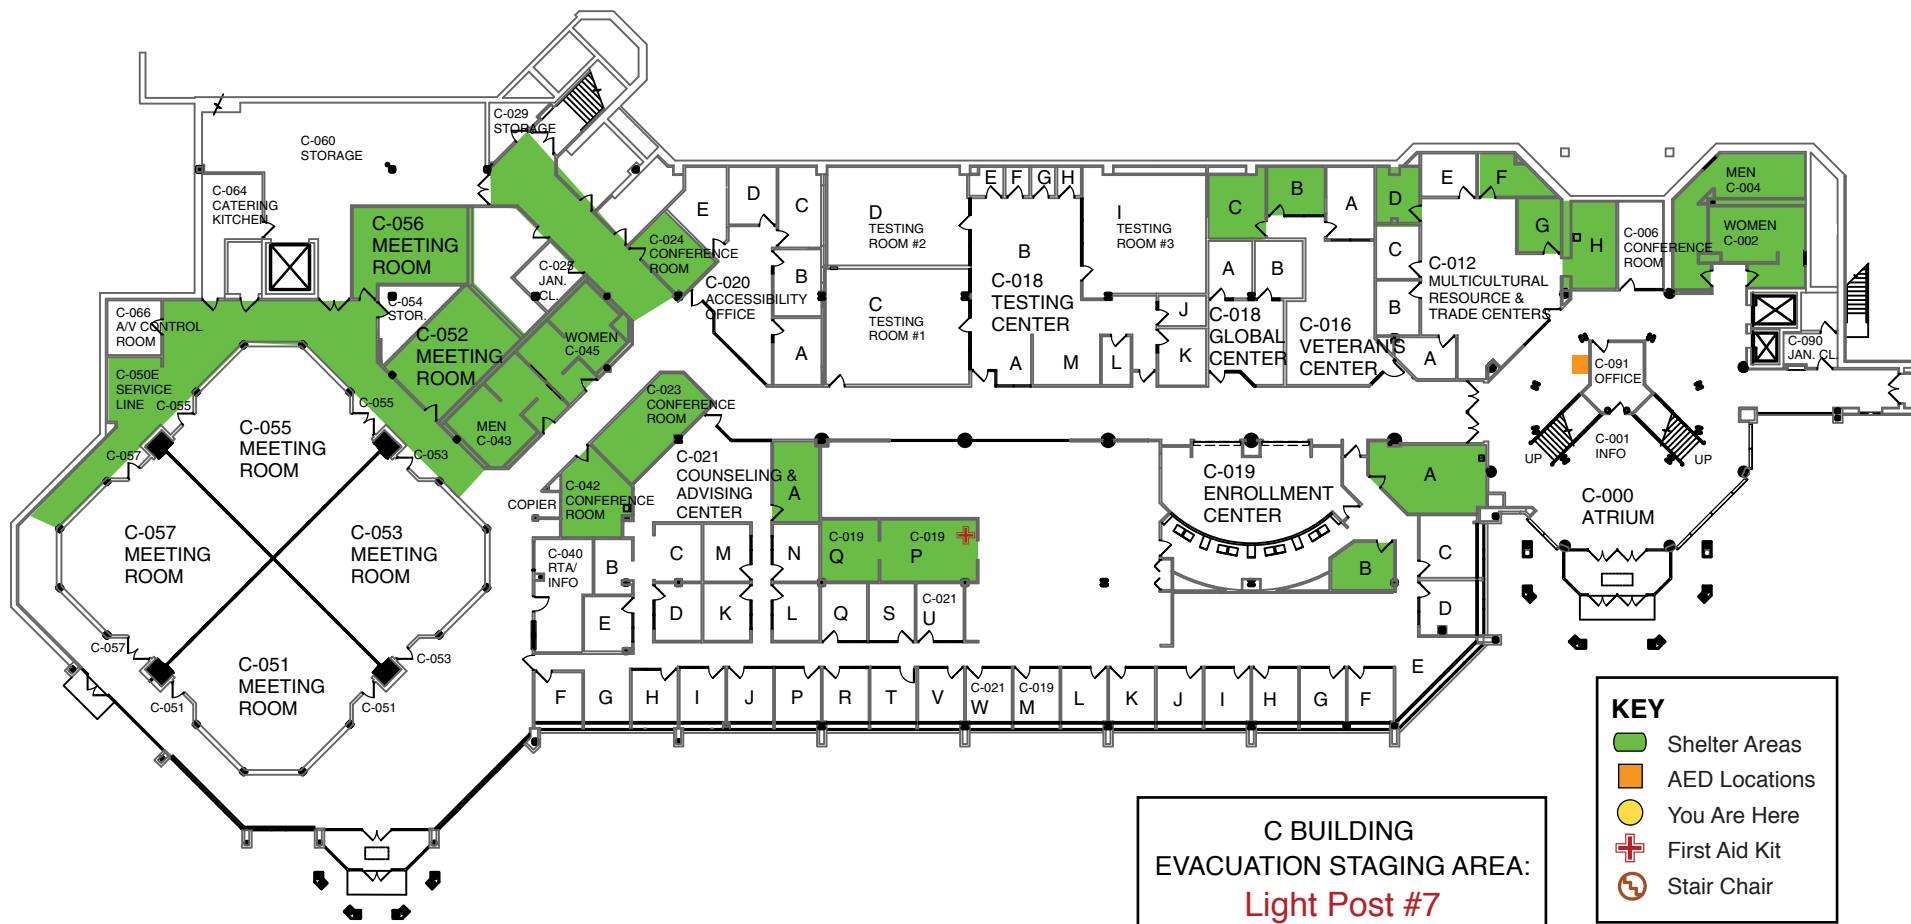 C-029
STORAGE
C-060
STORAGE
C-064
CATERING
KITCHEN
C-056
MEETING
ROOM
C-024
CONFERENCE
ROOM
C-025
JAN.
CL.
C-054
STOR.
C-052
MEETING
ROOM
WOMEN
C-045
MEN
C-043
C-066
A/V CONTROL
ROOM
C-050E
SERVICE
LINE
C-055
C-055
C-055
MEETING
ROOM
C-057
C-053
C-057
MEETING
ROOM
C-053
MEETING
ROOM
C-057
C-053
C-051
MEETING
ROOM
C-051
C-051
E
D
C
B
A
C-020
ACCESSIBILITY
OFFICE
D
TESTING
ROOM #2
C
TESTING
ROOM #1
E
F
G
H
B
C-018
TESTING
CENTER
A
M
L
I
TESTING
ROOM #3
J
K
C
B
A
A
B
C-018
GLOBAL
CENTER
C-016
VETERAN'S
CENTER
D
E
F
G
H
C
B
A
C-012
MULTICULTURAL
RESOURCE &
TRADE CENTERS
C-006
CONFERENCE
ROOM
MEN
C-004
WOMEN
C-002
C-090
JAN. CL.
C-091
OFFICE
C-001
INFO
UP
UP
C-000
ATRIUM
C-023
CONFERENCE
ROOM
C-042
CONFERENCE
ROOM
COPIER
C-021
COUNSELING &
ADVISING
CENTER
C-040
RTA/
INFO
B
E
C
M
D
K
A
N
L
C-019
Q
C-019
P
Q
S
C-021
U
C-019
ENROLLMENT
CENTER
A
B
C
D
E
F
G
H
I
J
P
R
T
V
C-021
W
C-019
M
L
K
J
I
H
G
F
KEY
Shelter Areas
AED Locations
You Are Here
First Aid Kit
Stair Chair
C BUILDING
EVACUATION STAGING AREA:
Light Post #7